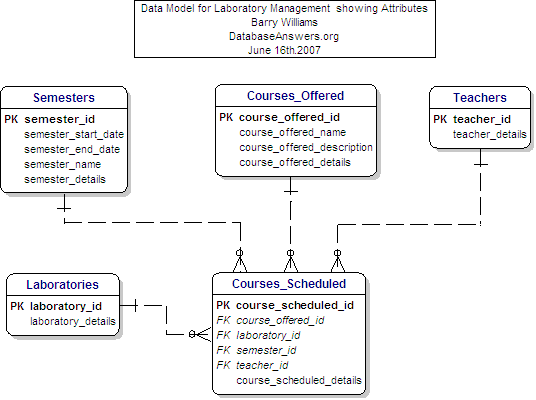 Data Model for Laboratory Management showing Attributes
Barry Williams
DatabaseAnswers.org
June 16th.2007
Semesters
PK semester_id
semester_start_date
semester_end_date
semester_name
semester_details
Courses_Offered
PK course_offered_id
course_offered_name
course_offered_description
course_offered_details
Teachers
PK teacher_id
teacher_details
Laboratories
PK laboratory_id
laboratory_details
Courses_Scheduled
PK course_scheduled_id
FK course_offered_id
FK laboratory_id
FK semester_id
FK teacher_id
course_scheduled_details